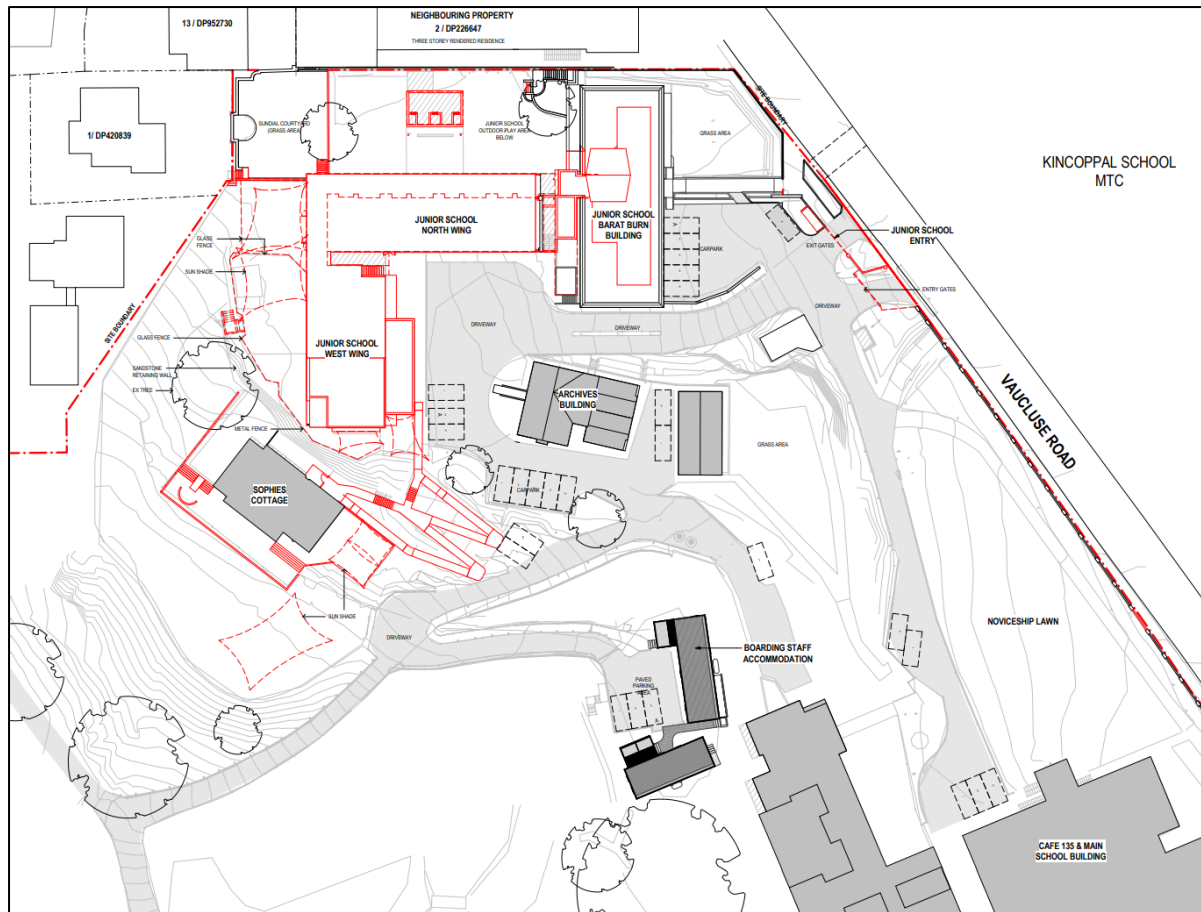 13 / DP952730
NEIGHBOURING PROPERTY
2 / DP226647
THREE STOREY RENDERED RESIDENCE
1/ DP420839
SUNDIAL COURTYARD
(GRASS AREA)
JUNIOR SCHOOL
OUTDOOR PLAY AREA
BELOW
GRASS AREA
SITE BOUNDARY
KINCOPPAL SCHOOL
MTC
JUNIOR SCHOOL
NORTH WING
JUNIOR SCHOOL
BARAT BURN
BUILDING
JUNIOR SCHOOL
ENTRY
GLASS
FENCE
CARPARK
EXIT GATES
SUN SHADE
ENTRY GATES
DRIVEWAY
SITE BOUNDARY
GLASS FENCE
JUNIOR SCHOOL
WEST WING
DRIVEWAY
DRIVEWAY
SANDSTONE
RETAINING WALL
EX TREE
ARCHIVES
BUILDING
VAUCLUSE ROAD
METAL FENCE
GRASS AREA
SOPHIES
COTTAGE
CARPARK
SUN SHADE
DRIVEWAY
NOVICESHIP LAWN
BOARDING STAFF
ACCOMMODATION
PAVED
PARKING
AREA
CAFE 135 & MAIN
SCHOOL BUILDING